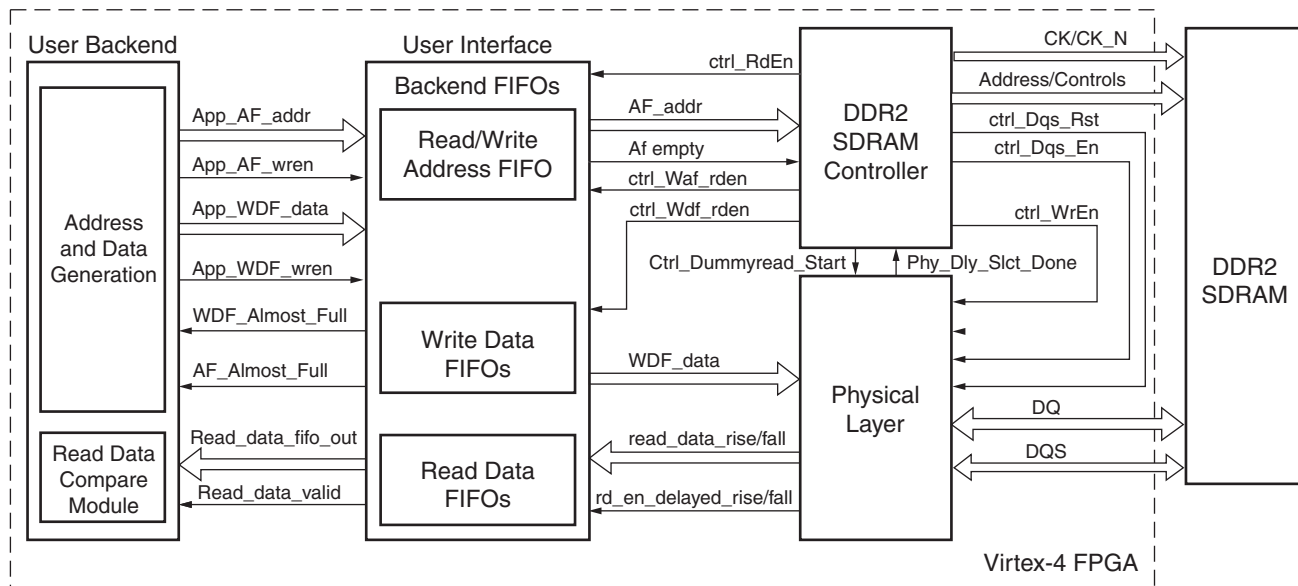 User Backend
Address
and Data
Generation
Read Data
Compare
Module
App_AF_addr
App_AF_wren
App_WDF_data
App_WDF_wren
WDF_Almost_Full
AF_Almost_Full
Read_data_fifo_out
Read_data_valid
User Interface
Backend FIFOs
Read/Write
Address FIFO
Write Data
FIFOs
Read Data
FIFOs
ctrl_RdEn
AF_addr
Af empty
ctrl_Waf_rden
ctrl_Wdf_rden
Ctrl_Dummyread_Start
Phy_Dly_Slct_Done
WDF_data
read_data_rise/fall
rd_en_delayed_rise/fall
DDR2
SDRAM
Controller
Physical
Layer
CK/CK_N
Address/Controls
ctrl_Dqs_Rst
ctrl_Dqs_En
ctrl_WrEn
DQ
DQS
DDR2
SDRAM
Virtex-4 FPGA